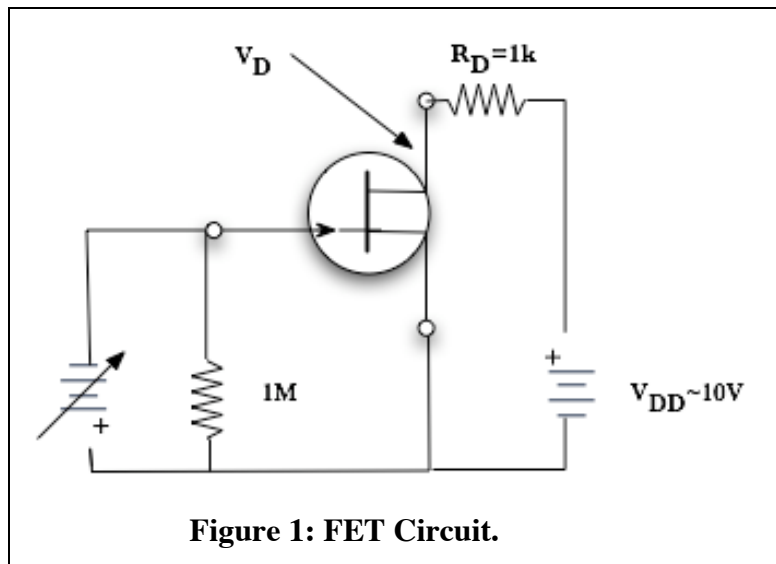 V_D
R_D=1k
1M
+
+
V_DD~10V
Figure 1: FET Circuit.